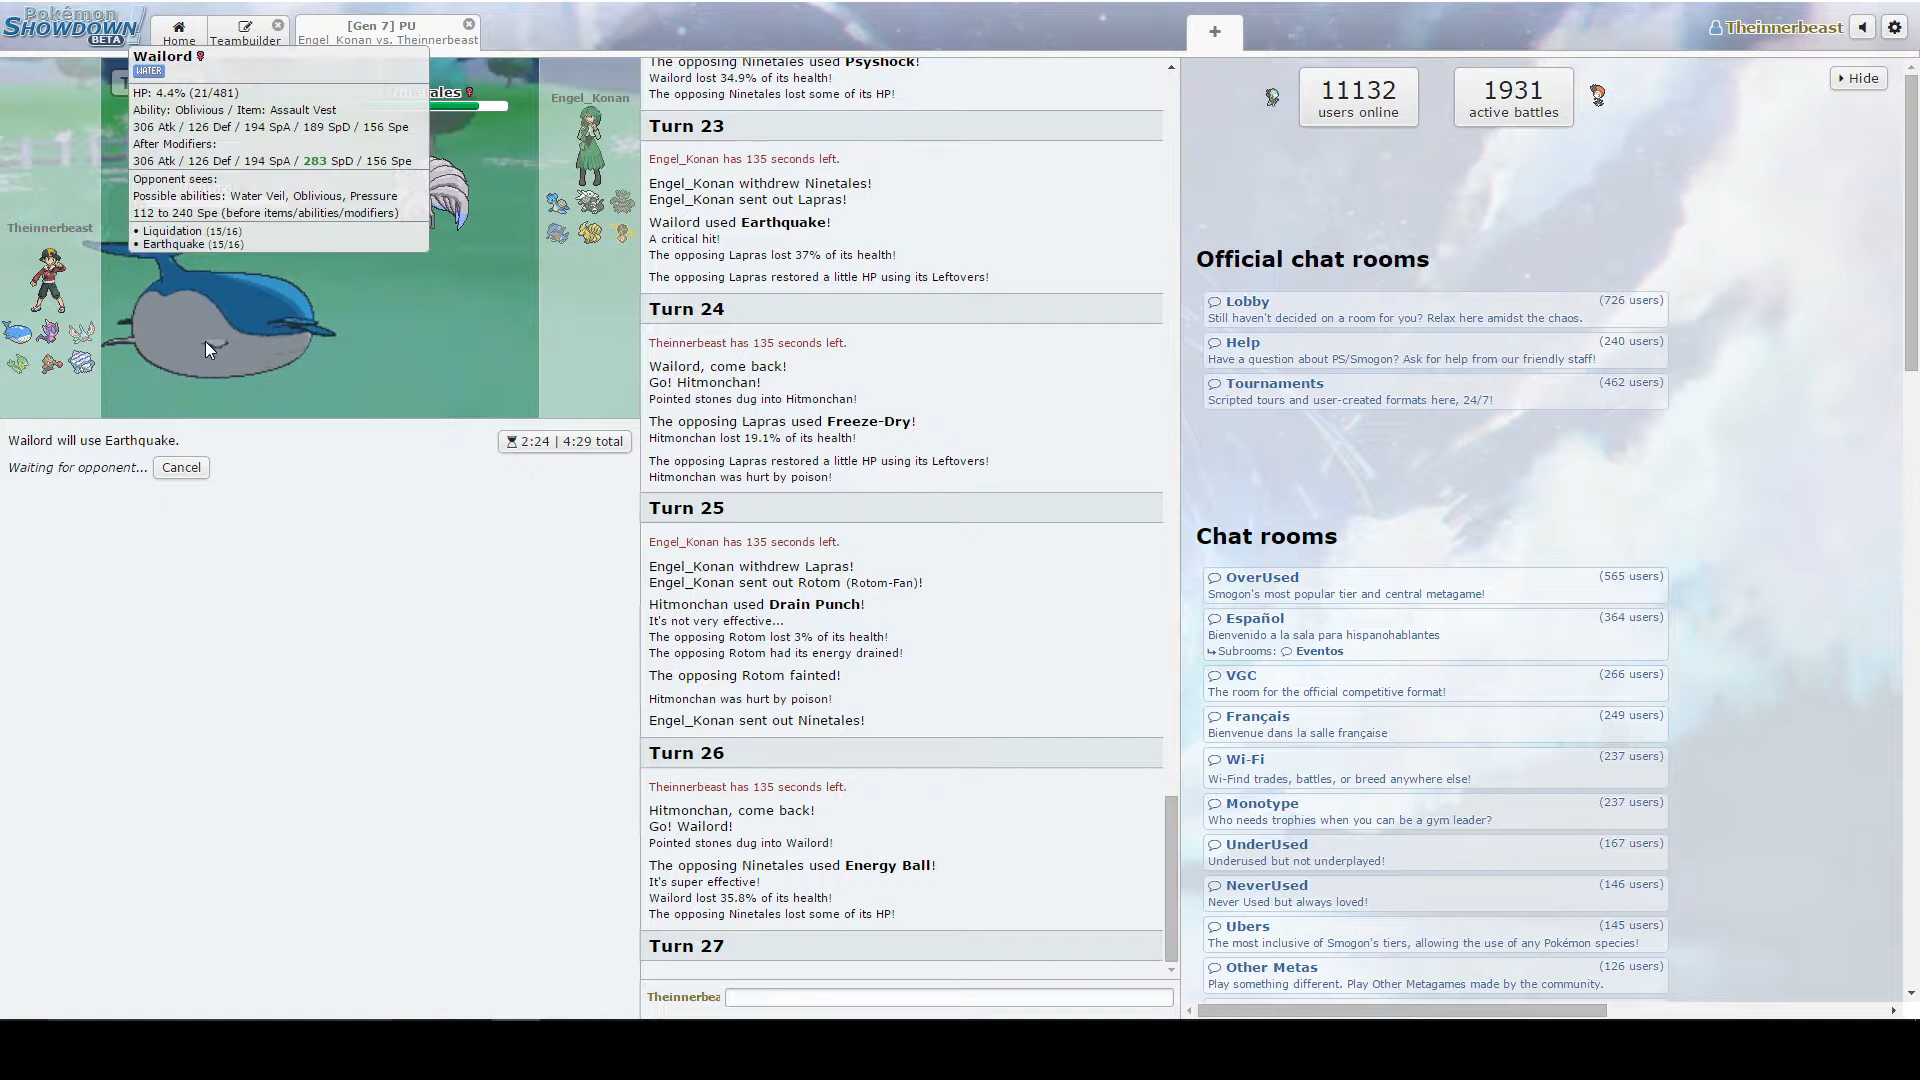 Pokémon
SHOWDOWN!
BETA
Home
Teambuilder
[Gen 7] PU
Engel_Konan vs. Theinnerbeast
+
Theinnerbeast
Wailord
WATER
HP: 4.4% (21/481)
Ability: Oblivious / Item: Assault Vest
306 Atk / 126 Def / 194 SpA / 189 SpD / 156 Spe
After Modifiers:
306 Atk / 126 Def / 194 SpA / 283 SpD / 156 Spe
Opponent sees:
Possible abilities: Water Veil, Oblivious, Pressure
112 to 240 Spe (before items/abilities/modifiers)
• Liquidation (15/16)
• Earthquake (15/16)
Engel_Konan
Theinnerbeast
Wailord will use Earthquake.
Waiting for opponent... Cancel
2:24 | 4:29 total
The opposing Ninetales used Psyshock!
Wailord lost 34.9% of its health!
The opposing Ninetales lost some of its HP!
Turn 23
Engel_Konan has 135 seconds left.
Engel_Konan withdrew Ninetales!
Engel_Konan sent out Lapras!
Wailord used Earthquake!
A critical hit!
The opposing Lapras lost 37% of its health!
The opposing Lapras restored a little HP using its Leftovers!
Turn 24
Theinnerbeast has 135 seconds left.
Wailord, come back!
Go! Hitmonchan!
Pointed stones dug into Hitmonchan!
The opposing Lapras used Freeze-Dry!
Hitmonchan lost 19.1% of its health!
The opposing Lapras restored a little HP using its Leftovers!
Hitmonchan was hurt by poison!
Turn 25
Engel_Konan has 135 seconds left.
Engel_Konan withdrew Lapras!
Engel_Konan sent out Rotom (Rotom-Fan)!
Hitmonchan used Drain Punch!
It's not very effective...
The opposing Rotom lost 3% of its health!
The opposing Rotom had its energy drained!
The opposing Rotom fainted!
Hitmonchan was hurt by poison!
Engel_Konan sent out Ninetales!
Turn 26
Theinnerbeast has 135 seconds left.
Hitmonchan, come back!
Go! Wailord!
Pointed stones dug into Wailord!
The opposing Ninetales used Energy Ball!
It's super effective!
Wailord lost 35.8% of its health!
The opposing Ninetales lost some of its HP!
Turn 27
Theinnerbea
11132
users online
1931
active battles
Hide
Official chat rooms
Lobby (726 users)
Still haven't decided on a room for you? Relax here amidst the chaos.
Help (240 users)
Have a question about PS/Smogon? Ask for help from our friendly staff!
Tournaments (462 users)
Scripted tours and user-created formats here, 24/7!
Chat rooms
OverUsed (565 users)
Smogon's most popular tier and central metagame!
Español (364 users)
Bienvenido a la sala para hispanohablantes
Subrooms: Eventos
VGC (266 users)
The room for the official competitive format!
Français (249 users)
Bienvenue dans la salle française
Wi-Fi (237 users)
Wi-Find trades, battles, or breed anywhere else!
Monotype (237 users)
Who needs trophies when you can be a gym leader?
UnderUsed (167 users)
Underused but not underplayed!
NeverUsed (146 users)
Never Used but always loved!
Ubers (145 users)
The most inclusive of Smogon's tiers, allowing the use of any Pokémon species!
Other Metas (126 users)
Play something different. Play Other Metagames made by the community.